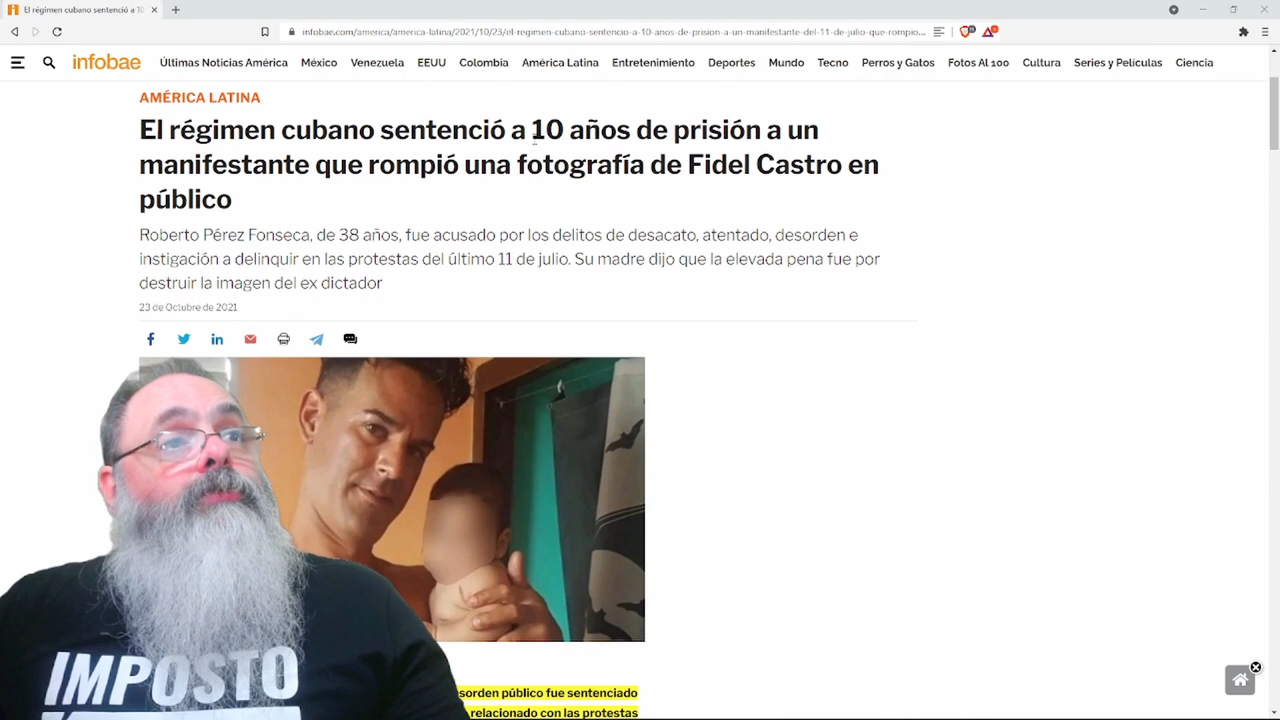 El régimen cubano sentenció a 10
infobae.com/america/america-latina/2021/10/23/el-regimen-cubano-sentencio-a-10-anos-de-prision-a-un-manifestante-del-11-de-julio-que-rompio...
infobae
Últimas Noticias América México Venezuela EEUU Colombia América Latina Entretenimiento Deportes Mundo Tecno Perros y Gatos Fotos Al 100 Cultura Series y Películas Ciencia
AMÉRICA LATINA
El régimen cubano sentenció a 10 años de prisión a un
manifestante que rompió una fotografía de Fidel Castro en
público
Roberto Pérez Fonseca, de 38 años, fue acusado por los delitos de desacato, atentado, desorden e
instigación a delinquir en las protestas del último 11 de julio. Su madre dijo que la elevada pena fue por
destruir la imagen del ex dictador
23 de Octubre de 2021
sorden público fue sentenciado
relacionado con las protestas
IMPOSTO